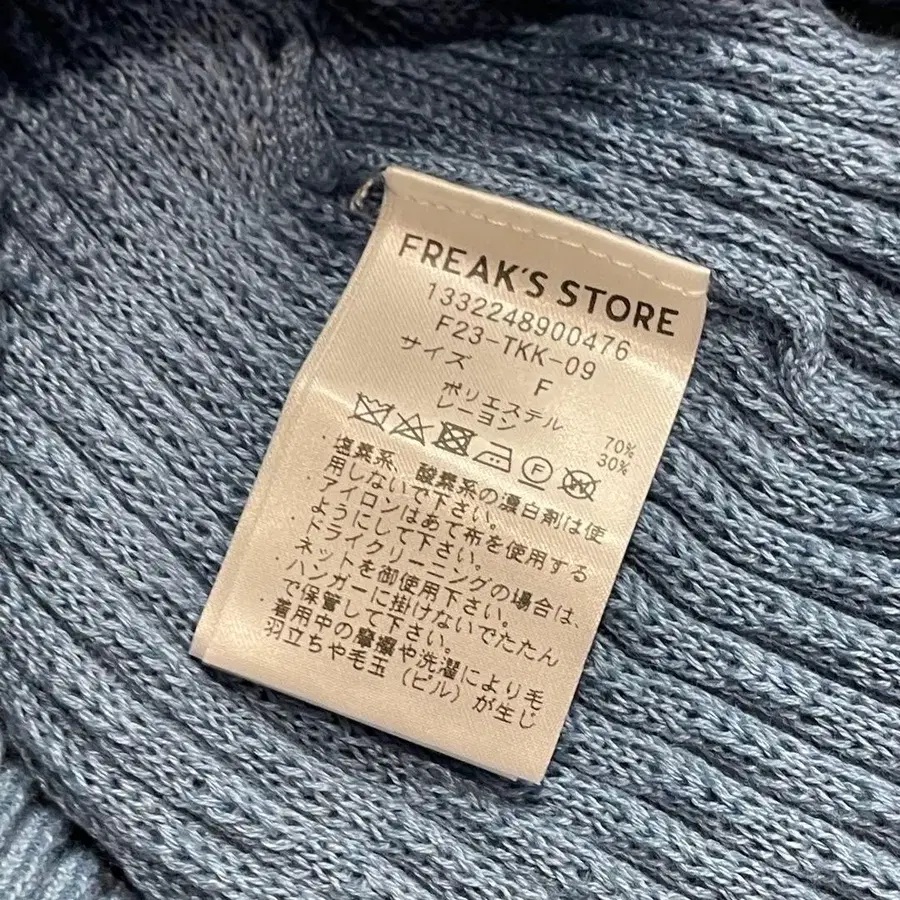 FREAK'S STORE
1332248900476
F23-TKK-09
サイズ F
ポリエステル 70%
レーヨン 30%
・塩素系、酸素系の漂白剤は使
用しないで下さい。
・アイロンはあて布を使用する
ようにして下さい。
・ドライクリーニングの場合は、
ネットを御使用下さい。
・ハンガーに掛けないでたたん
で保管して下さい。
・着用中の摩擦や洗濯により毛
羽立ちや毛玉（ピル）が生じ